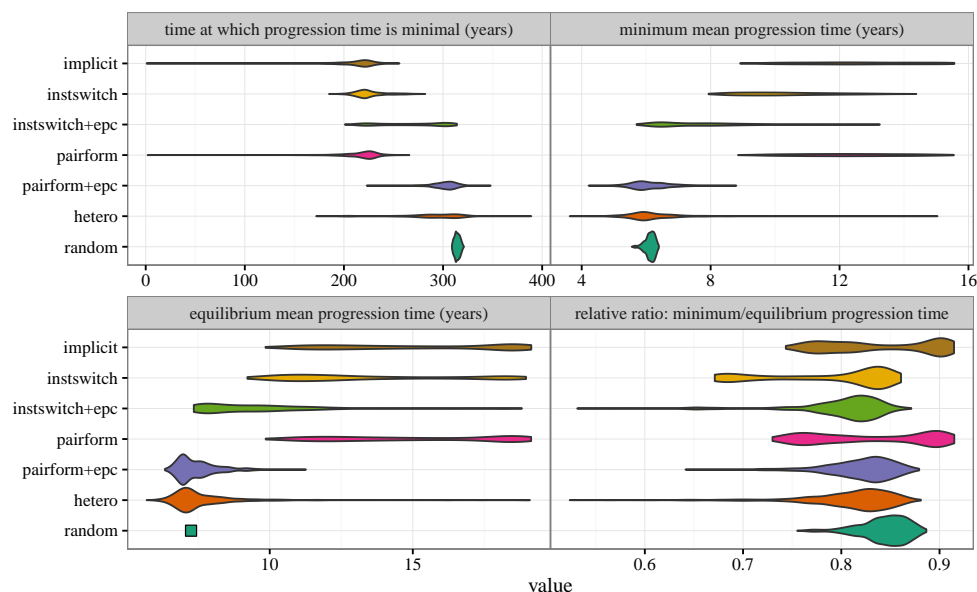 time at which progression time is minimal (years)
minimum mean progression time (years)
implicit
instswitch
instswitch+epc
pairform
pairform+epc
hetero
random
0 100 200 300 400
4 8 12 16
equilibrium mean progression time (years)
relative ratio: minimum/equilibrium progression time
implicit
instswitch
instswitch+epc
pairform
pairform+epc
hetero
random
10 15
0.6 0.7 0.8 0.9
value